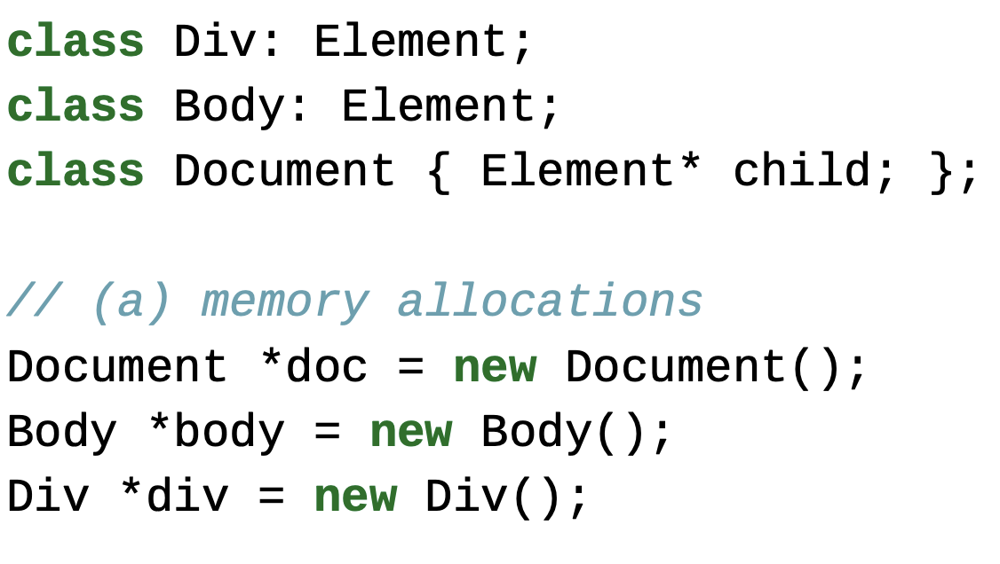 class Div: Element;
class Body: Element;
class Document { Element* child; };
// (a) memory allocations
Document *doc = new Document();
Body *body = new Body();
Div *div = new Div();